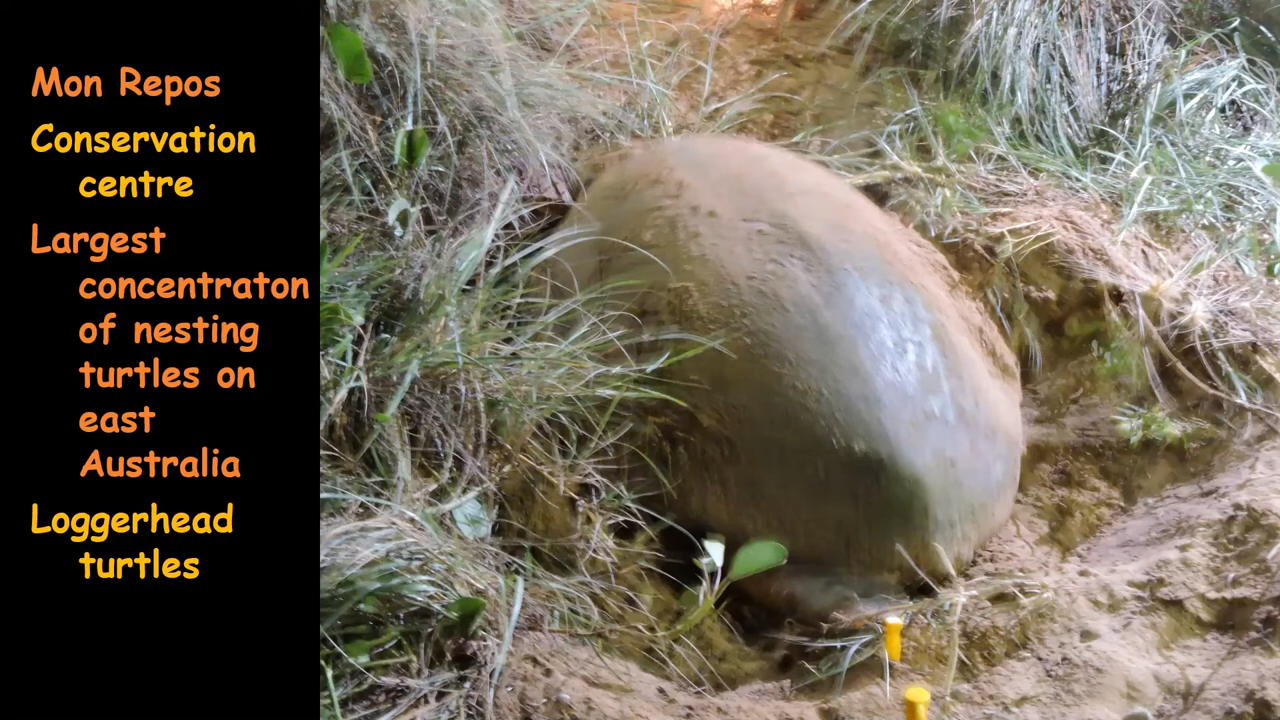 Mon Repos
Conservation
centre
Largest
concentraton
of nesting
turtles on
east
Australia
Loggerhead
turtles